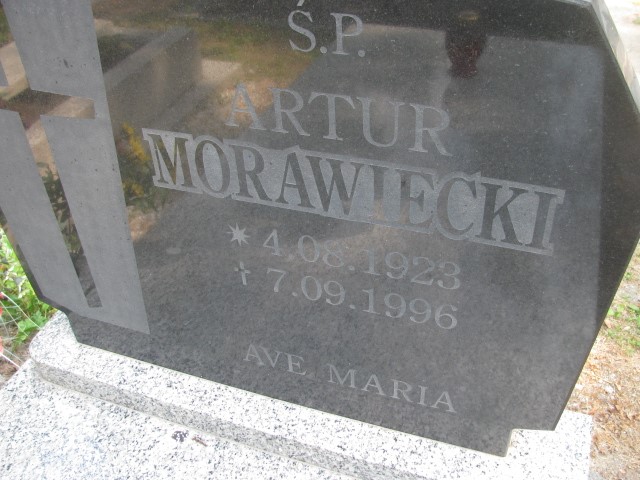 Ś.P.
ARTUR
MORAWIECKI
* 4.08.1923
† 7.09.1996
AVE MARIA